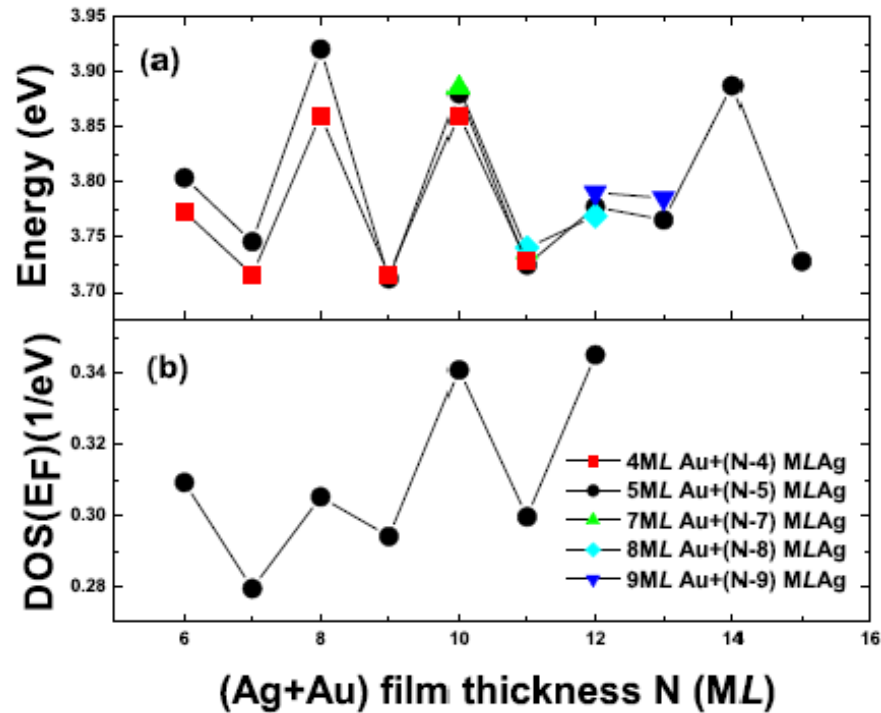 3.95
3.90
3.85
3.80
3.75
3.70
Energy (eV)
(a)
0.34
0.32
0.30
0.28
DOS(EF)(1/eV)
(b)
4ML Au+(N-4) MLAg
5ML Au+(N-5) MLAg
7ML Au+(N-7) MLAg
8ML Au+(N-8) MLAg
9ML Au+(N-9) MLAg
6 8 10 12 14 16
(Ag+Au) film thickness N (ML)